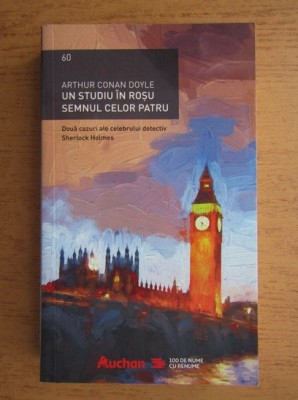 60
ARTHUR CONAN DOYLE
UN STUDIU ÎN ROȘU
SEMNUL CELOR PATRU
Două cazuri ale celebrului detectiv
Sherlock Holmes
Auchan
100 DE NUME
CU RENUME